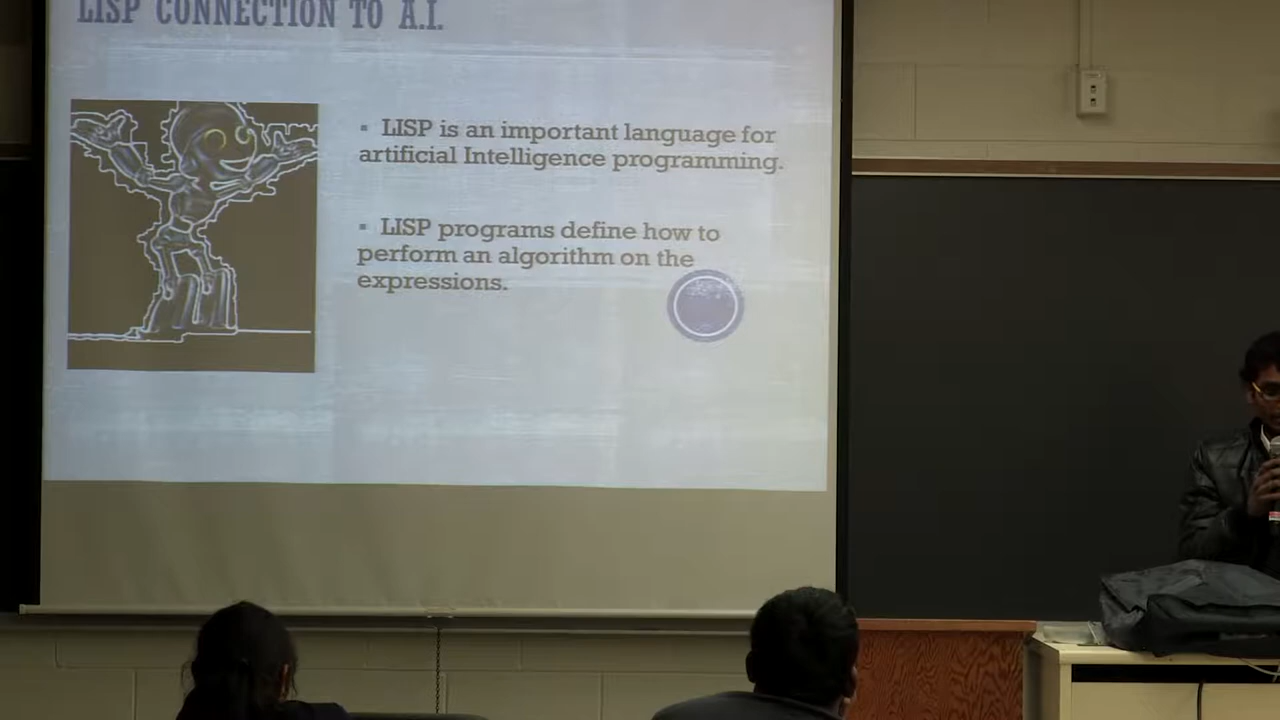 LISP CONNECTION TO A.I.
▪ LISP is an important language for
artificial Intelligence programming.
▪ LISP programs define how to
perform an algorithm on the
expressions.